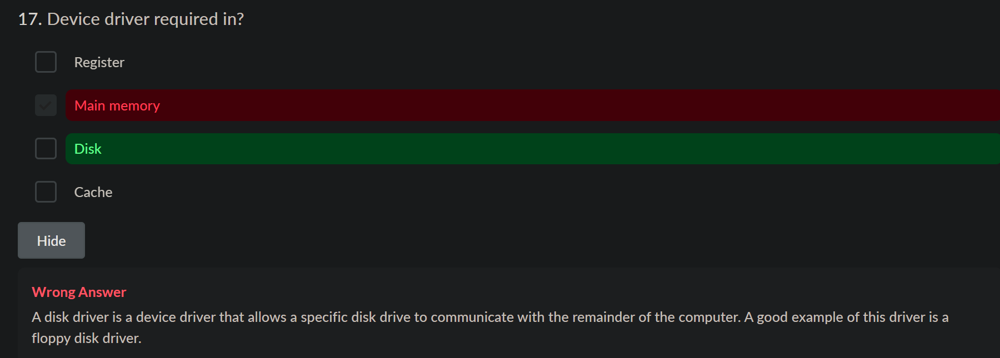 17. Device driver required in?
Register
Main memory
Disk
Cache
Hide
Wrong Answer
A disk driver is a device driver that allows a specific disk drive to communicate with the remainder of the computer. A good example of this driver is a
floppy disk driver.